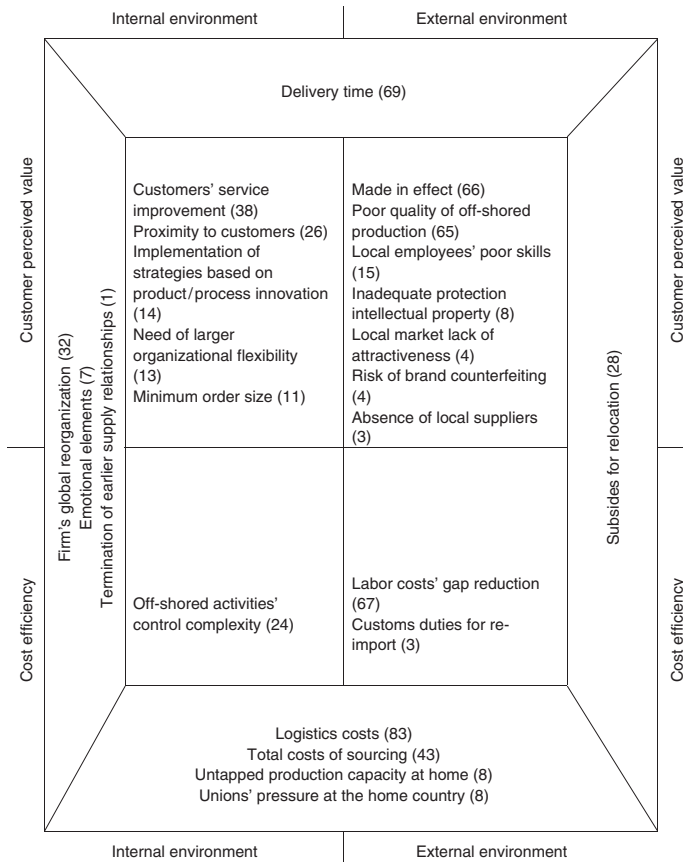 Internal environment
External environment
Delivery time (69)
Customer perceived value
Cost efficiency
Firm's global reorganization (32)
Emotional elements (7)
Termination of earlier supply relationships (1)
Customers' service
improvement (38)
Proximity to customers (26)
Implementation of
strategies based on
product/process innovation
(14)
Need of larger
organizational flexibility
(13)
Minimum order size (11)
Made in effect (66)
Poor quality of off-shored
production (65)
Local employees' poor skills
(15)
Inadequate protection
intellectual property (8)
Local market lack of
attractiveness (4)
Risk of brand counterfeiting
(4)
Absence of local suppliers
(3)
Off-shored activities'
control complexity (24)
Labor costs' gap reduction
(67)
Customs duties for re-
import (3)
Subsides for relocation (28)
Customer perceived value
Cost efficiency
Logistics costs (83)
Total costs of sourcing (43)
Untapped production capacity at home (8)
Unions' pressure at the home country (8)
Internal environment
External environment